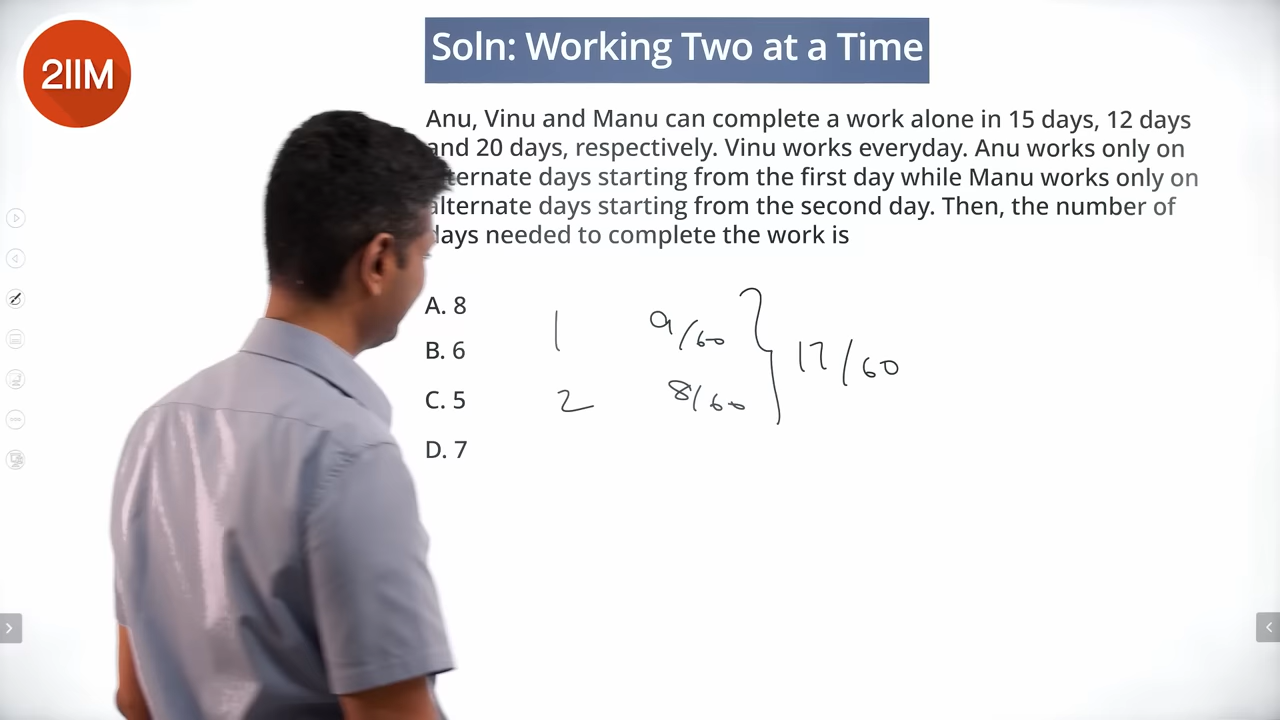 2IIM
Soln: Working Two at a Time
Anu, Vinu and Manu can complete a work alone in 15 days, 12 days
and 20 days, respectively. Vinu works everyday. Anu works only on
alternate days starting from the first day while Manu works only on
alternate days starting from the second day. Then, the number of
days needed to complete the work is
A. 8
B. 6
C. 5
D. 7
1 9/60
2 8/60
17/60